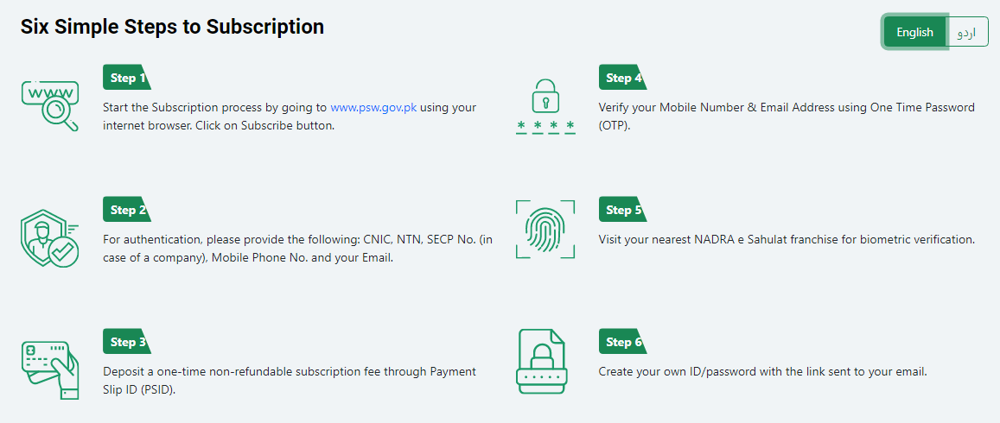 Six Simple Steps to Subscription
English
اردو
www
Step 1
Start the Subscription process by going to www.psw.gov.pk using your
internet browser. Click on Subscribe button.
Step 2
For authentication, please provide the following: CNIC, NTN, SECP No. (in
case of a company), Mobile Phone No. and your Email.
Step 3
Deposit a one-time non-refundable subscription fee through Payment
Slip ID (PSID).
Step 4
* * * *
Verify your Mobile Number & Email Address using One Time Password
(OTP).
Step 5
Visit your nearest NADRA e Sahulat franchise for biometric verification.
Step 6
Create your own ID/password with the link sent to your email.